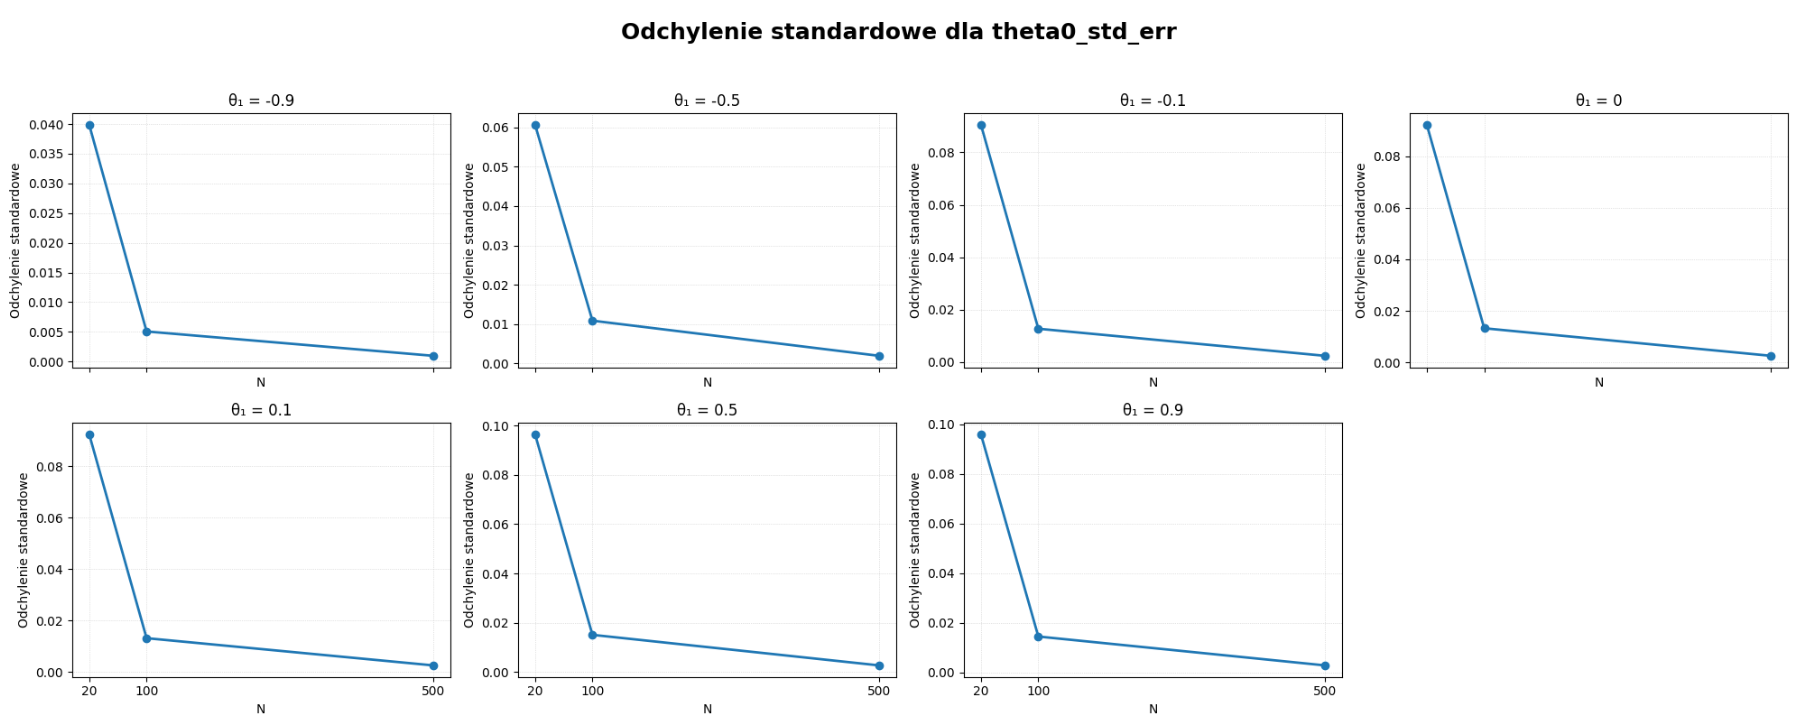 Odchylenie standardowe dla theta0_std_err
θ₁ = -0.9
Odchylenie standardowe
0.040
0.035
0.030
0.025
0.020
0.015
0.010
0.005
0.000
N
θ₁ = -0.5
Odchylenie standardowe
0.06
0.05
0.04
0.03
0.02
0.01
0.00
N
θ₁ = -0.1
Odchylenie standardowe
0.08
0.06
0.04
0.02
0.00
N
θ₁ = 0
Odchylenie standardowe
0.08
0.06
0.04
0.02
0.00
N
θ₁ = 0.1
Odchylenie standardowe
0.08
0.06
0.04
0.02
0.00
20 100 500
N
θ₁ = 0.5
Odchylenie standardowe
0.10
0.08
0.06
0.04
0.02
0.00
20 100 500
N
θ₁ = 0.9
Odchylenie standardowe
0.10
0.08
0.06
0.04
0.02
0.00
20 100 500
N